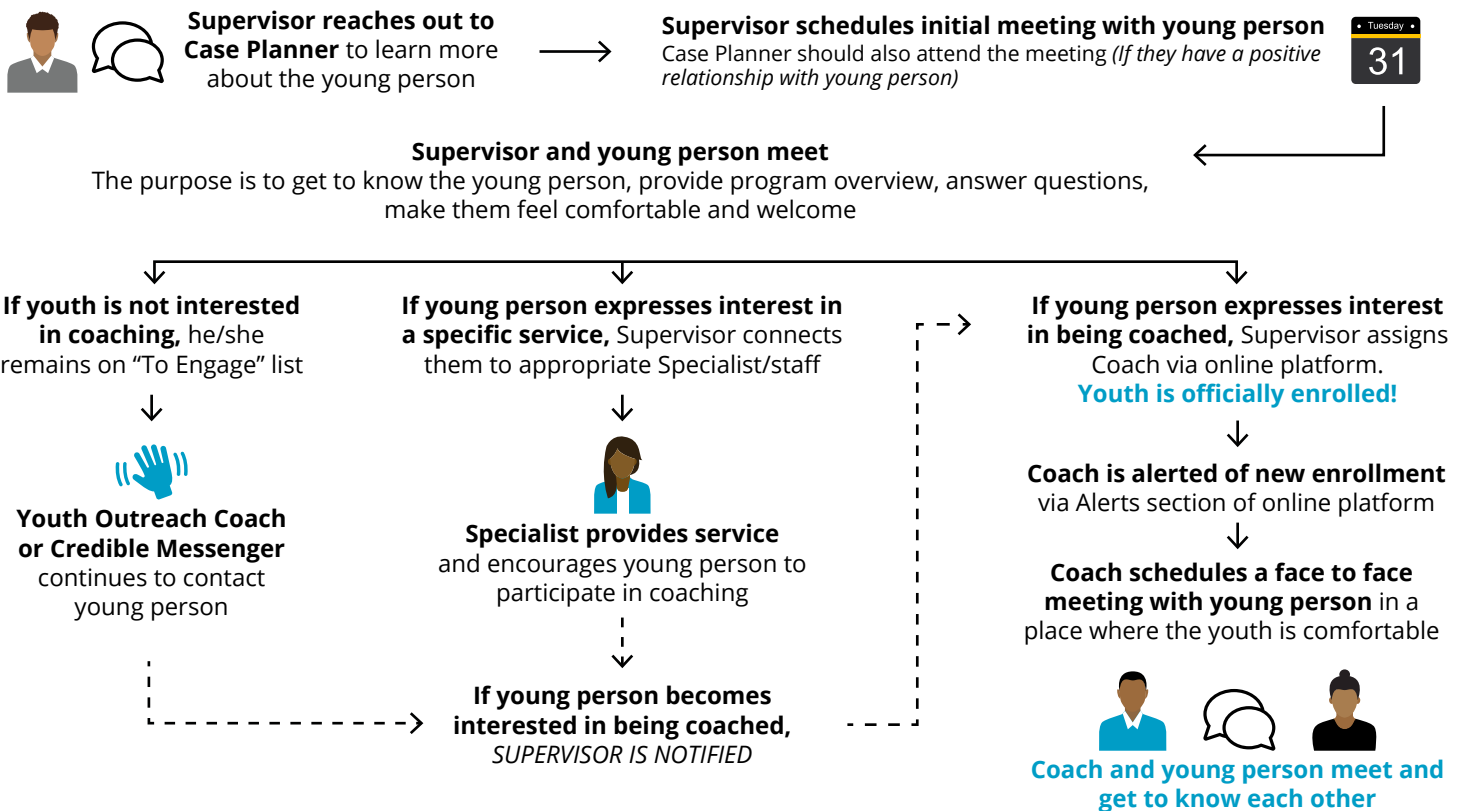 Supervisor reaches out to
Case Planner to learn more
about the young person
Supervisor schedules initial meeting with young person
Case Planner should also attend the meeting (If they have a positive
relationship with young person)
• Tuesday •
31
Supervisor and young person meet
The purpose is to get to know the young person, provide program overview, answer questions,
make them feel comfortable and welcome
If youth is not interested
in coaching, he/she
remains on “To Engage” list
Youth Outreach Coach
or Credible Messenger
continues to contact
young person
If young person expresses interest in
a specific service, Supervisor connects
them to appropriate Specialist/staff
Specialist provides service
and encourages young person to
participate in coaching
If young person becomes
interested in being coached,
SUPERVISOR IS NOTIFIED
If young person expresses interest
in being coached, Supervisor assigns
Coach via online platform.
Youth is officially enrolled!
Coach is alerted of new enrollment
via Alerts section of online platform
Coach schedules a face to face
meeting with young person in a
place where the youth is comfortable
Coach and young person meet and
get to know each other